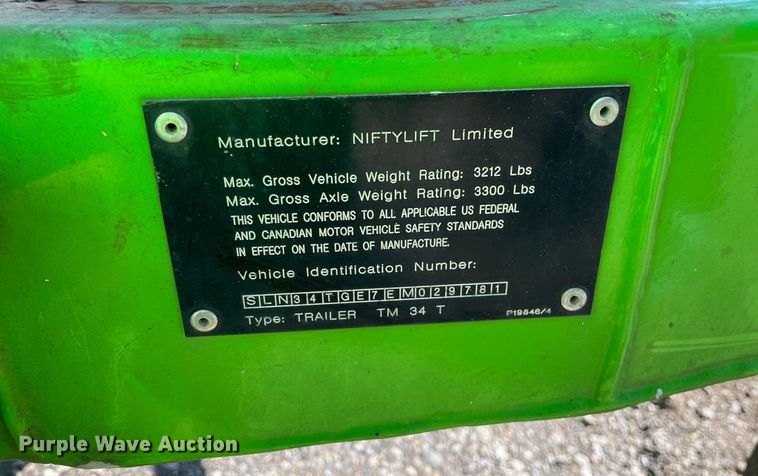 Manufacturer: NIFTYLIFT Limited
Max. Gross Vehicle Weight Rating: 3212 Lbs
Max. Gross Axle Weight Rating: 3300 Lbs
THIS VEHICLE CONFORMS TO ALL APPLICABLE US FEDERAL
AND CANADIAN MOTOR VEHICLE SAFETY STANDARDS
IN EFFECT ON THE DATE OF MANUFACTURE.
Vehicle Identification Number:
SLN34TGE7EM029781
Type: TRAILER TM 34 T P19846/4
Purple Wave Auction